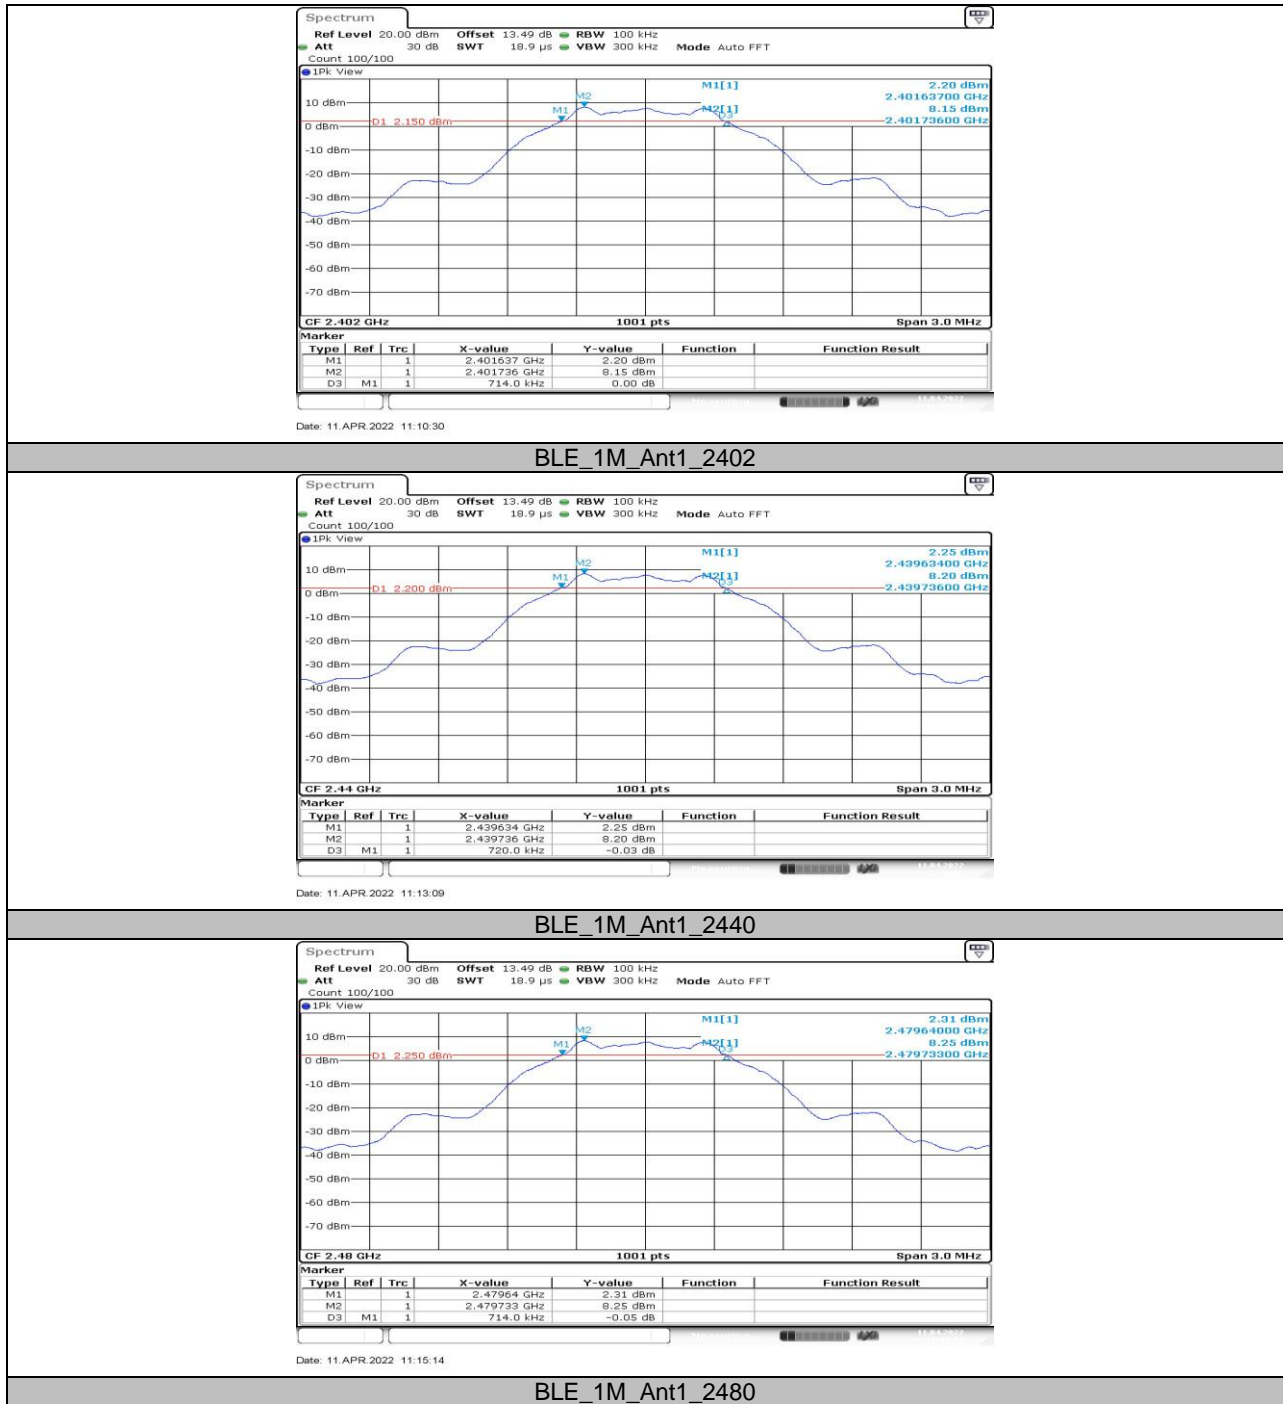 Spectrum
Ref Level 20.00 dBm Offset 13.49 dB RBW 100 kHz
Att 30 dB SWT 18.9 µs VBW 300 kHz Mode Auto FFT
Count 100/100
1Pk View
M1[1] 2.20 dBm
2.40163700 GHz
M2[1] 8.15 dBm
2.40173600 GHz
M2
M1
D3
D1 2.150 dBm
10 dBm
0 dBm
-10 dBm
-20 dBm
-30 dBm
-40 dBm
-50 dBm
-60 dBm
-70 dBm
CF 2.402 GHz 1001 pts Span 3.0 MHz
Marker
Type Ref Trc X-value Y-value Function Function Result
M1 1 2.401637 GHz 2.20 dBm
M2 1 2.401736 GHz 8.15 dBm
D3 M1 1 714.0 kHz 0.00 dB
Date: 11.APR.2022 11:10:30
BLE_1M_Ant1_2402
Spectrum
Ref Level 20.00 dBm Offset 13.49 dB RBW 100 kHz
Att 30 dB SWT 18.9 µs VBW 300 kHz Mode Auto FFT
Count 100/100
1Pk View
M1[1] 2.25 dBm
2.43963400 GHz
M2[1] 8.20 dBm
2.43973600 GHz
M2
M1
D3
D1 2.200 dBm
10 dBm
0 dBm
-10 dBm
-20 dBm
-30 dBm
-40 dBm
-50 dBm
-60 dBm
-70 dBm
CF 2.44 GHz 1001 pts Span 3.0 MHz
Marker
Type Ref Trc X-value Y-value Function Function Result
M1 1 2.439634 GHz 2.25 dBm
M2 1 2.439736 GHz 8.20 dBm
D3 M1 1 720.0 kHz -0.03 dB
Date: 11.APR.2022 11:13:09
BLE_1M_Ant1_2440
Spectrum
Ref Level 20.00 dBm Offset 13.49 dB RBW 100 kHz
Att 30 dB SWT 18.9 µs VBW 300 kHz Mode Auto FFT
Count 100/100
1Pk View
M1[1] 2.31 dBm
2.47964000 GHz
M2[1] 8.25 dBm
2.47973300 GHz
M2
M1
D3
D1 2.250 dBm
10 dBm
0 dBm
-10 dBm
-20 dBm
-30 dBm
-40 dBm
-50 dBm
-60 dBm
-70 dBm
CF 2.48 GHz 1001 pts Span 3.0 MHz
Marker
Type Ref Trc X-value Y-value Function Function Result
M1 1 2.47964 GHz 2.31 dBm
M2 1 2.479733 GHz 8.25 dBm
D3 M1 1 714.0 kHz -0.05 dB
Date: 11.APR.2022 11:15:14
BLE_1M_Ant1_2480